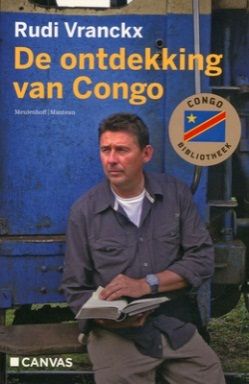 Rudi Vranckx
De ontdekking
van Congo
Meulenhoff | Manteau
CONGO
BIBLIOTHEEK
CANVAS